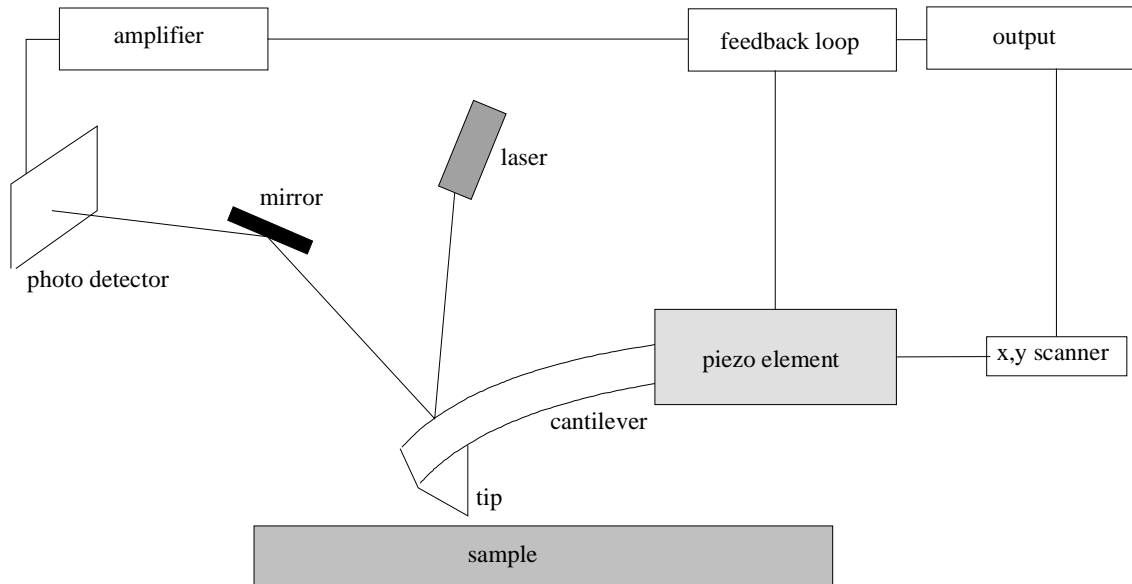 amplifier
feedback loop
output
laser
mirror
photo detector
piezo element
x,y scanner
cantilever
tip
sample